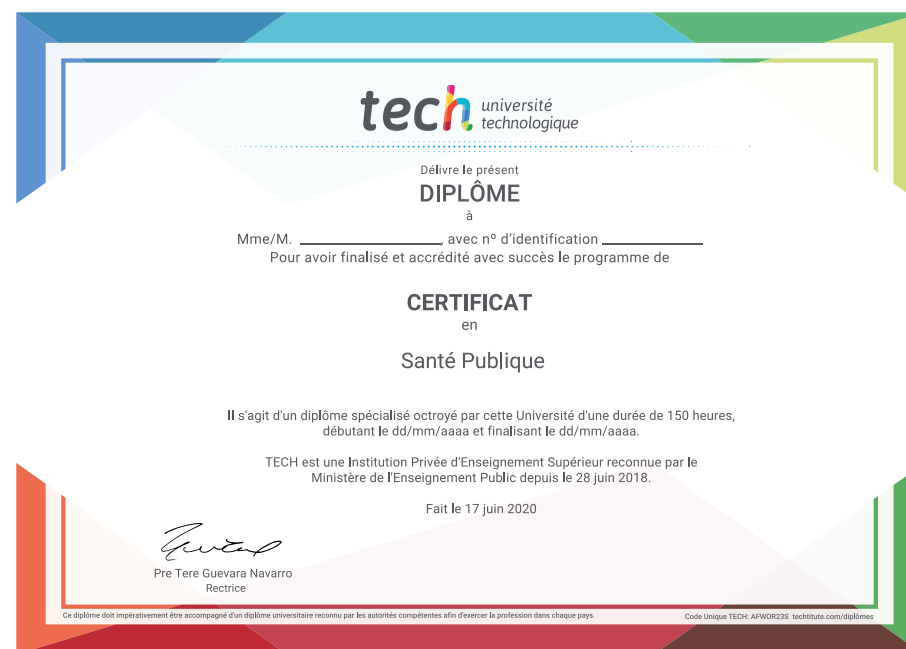 tech université
technologique
Délivre le présent
DIPLÔME
à
Mme/M. ____________________, avec nº d'identification ______________
Pour avoir finalisé et accrédité avec succès le programme de
CERTIFICAT
en
Santé Publique
Il s'agit d'un diplôme spécialisé octroyé par cette Université d'une durée de 150 heures,
débutant le dd/mm/aaaa et finalisant le dd/mm/aaaa.
TECH est une Institution Privée d'Enseignement Supérieur reconnue par le
Ministère de l'Enseignement Public depuis le 28 juin 2018.
Fait le 17 juin 2020
Pre Tere Guevara Navarro
Rectrice
Ce diplôme doit impérativement être accompagné d'un diplôme universitaire reconnu par les autorités compétentes afin d'exercer la profession dans chaque pays.
Code Unique TECH: AFWOR23S techtitute.com/diplômes